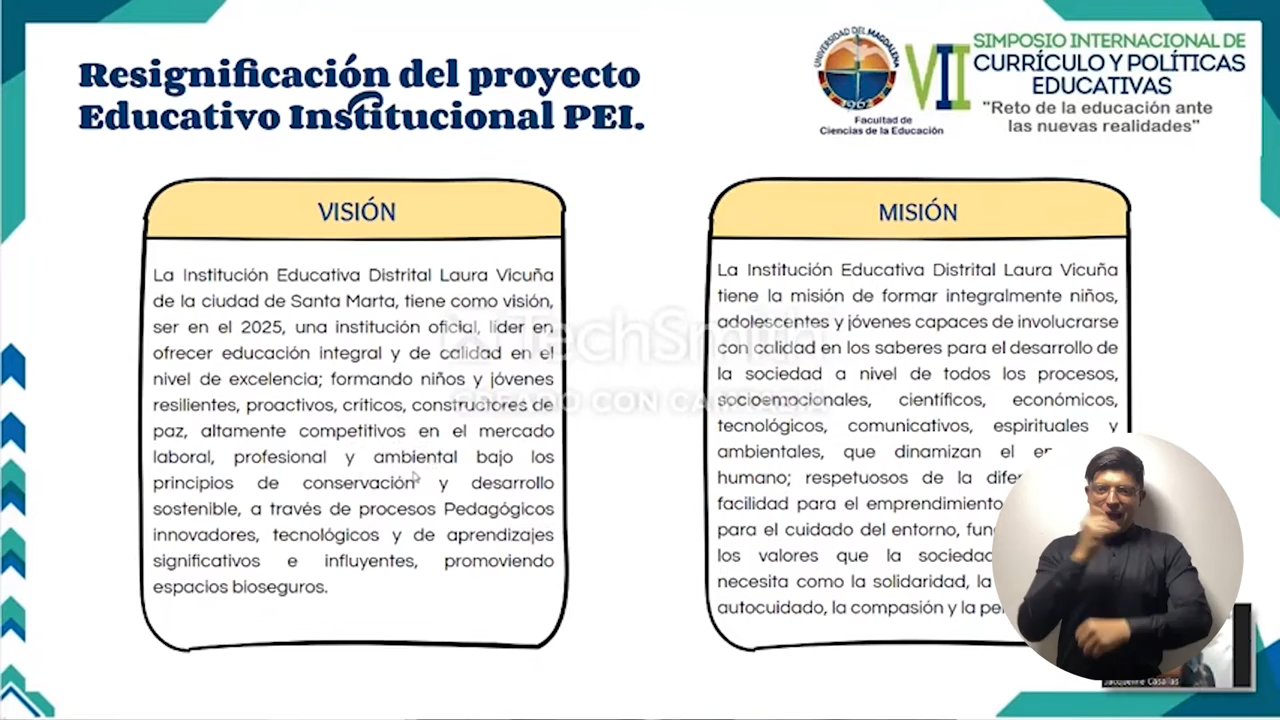 Resignificación del proyecto
Educativo Institucional PEI.
UNIVERSIDAD DEL MAGDALENA
1962
Facultad de
Ciencias de la Educación
VII
SIMPOSIO INTERNACIONAL DE
CURRÍCULO Y POLÍTICAS
EDUCATIVAS
"Reto de la educación ante
las nuevas realidades"
VISIÓN
La Institución Educativa Distrital Laura Vicuña
de la ciudad de Santa Marta, tiene como visión,
ser en el 2025, una institución oficial, líder en
ofrecer educación integral y de calidad en el
nivel de excelencia; formando niños y jóvenes
resilientes, proactivos, críticos, constructores de
paz, altamente competitivos en el mercado
laboral, profesional y ambiental bajo los
principios de conservación y desarrollo
sostenible, a través de procesos Pedagógicos
innovadores, tecnológicos y de aprendizajes
significativos e influyentes, promoviendo
espacios bioseguros.
MISIÓN
La Institución Educativa Distrital Laura Vicuña
tiene la misión de formar integralmente niños,
adolescentes y jóvenes capaces de involucrarse
con calidad en los saberes para el desarrollo de
la sociedad a nivel de todos los procesos,
socioemocionales, científicos, económicos,
tecnológicos, comunicativos, espirituales y
ambientales, que dinamizan el
humano; respetuosos de la
facilidad para el emprendimiento
para el cuidado del entorno,
los valores que la
necesita como la solidaridad, la
autocuidado, la compasión y la
TechSmith
CREADO CON CAMTASIA
Jacqueline Casallas